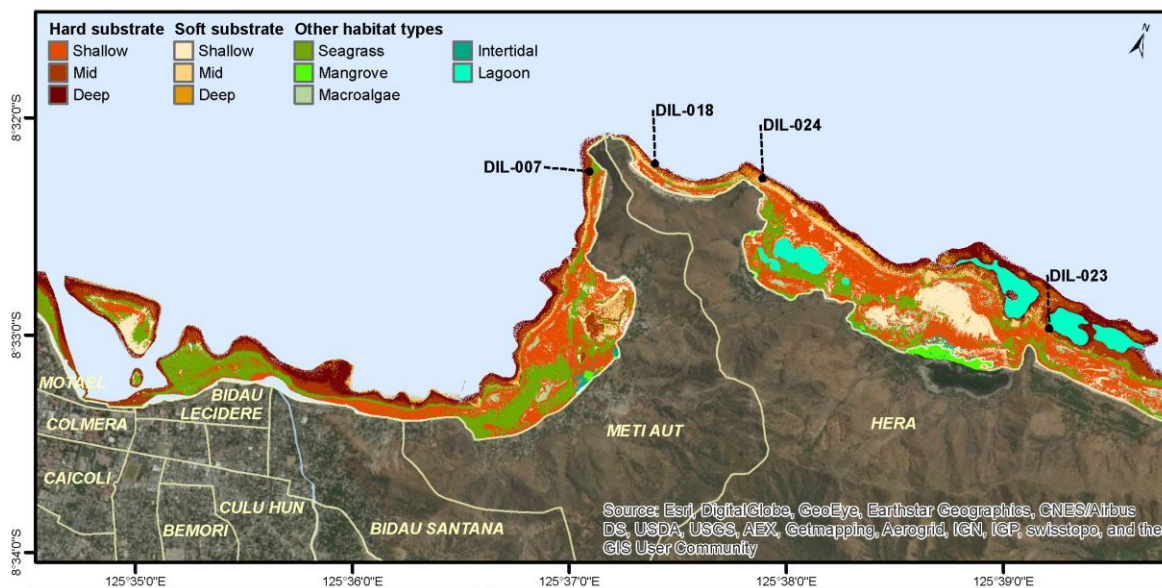 Hard substrate
Shallow
Mid
Deep
Soft substrate
Shallow
Mid
Deep
Other habitat types
Seagrass
Mangrove
Macroalgae
Intertidal
Lagoon
N
8°32'0"S
8°33'0"S
8°34'0"S
DIL-007
DIL-018
DIL-024
DIL-023
MOTAEL
COLMERA
CAICOLI
BIDAU
LECIDERE
CULU HUN
BEMORI
BIDAU SANTANA
METI AUT
HERA
Source: Esri, DigitalGlobe, GeoEye, Earthstar Geographics, CNES/Airbus
DS, USDA, USGS, AEX, Getmapping, Aerogrid, IGN, IGP, swisstopo, and the
GIS User Community
125°35'0"E
125°36'0"E
125°37'0"E
125°38'0"E
125°39'0"E